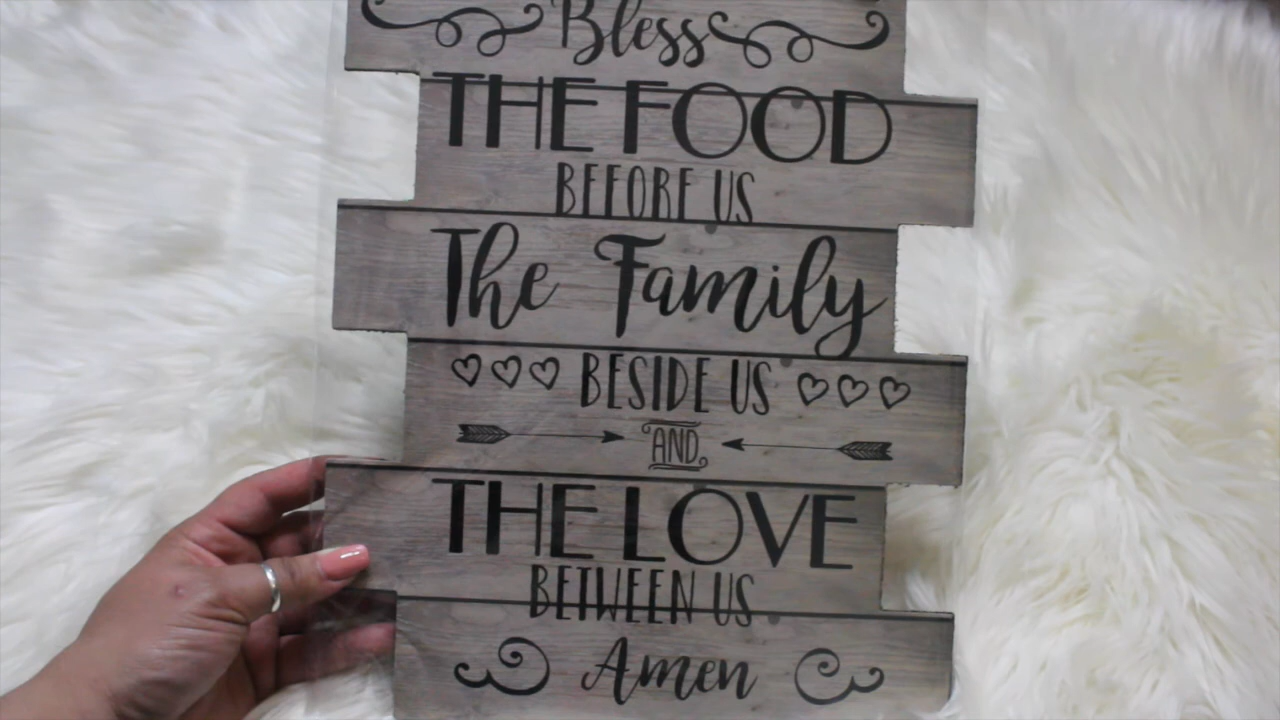 Bless
THE FOOD
BEFORE US
The Family
BESIDE US
AND
THE LOVE
BETWEEN US
Amen